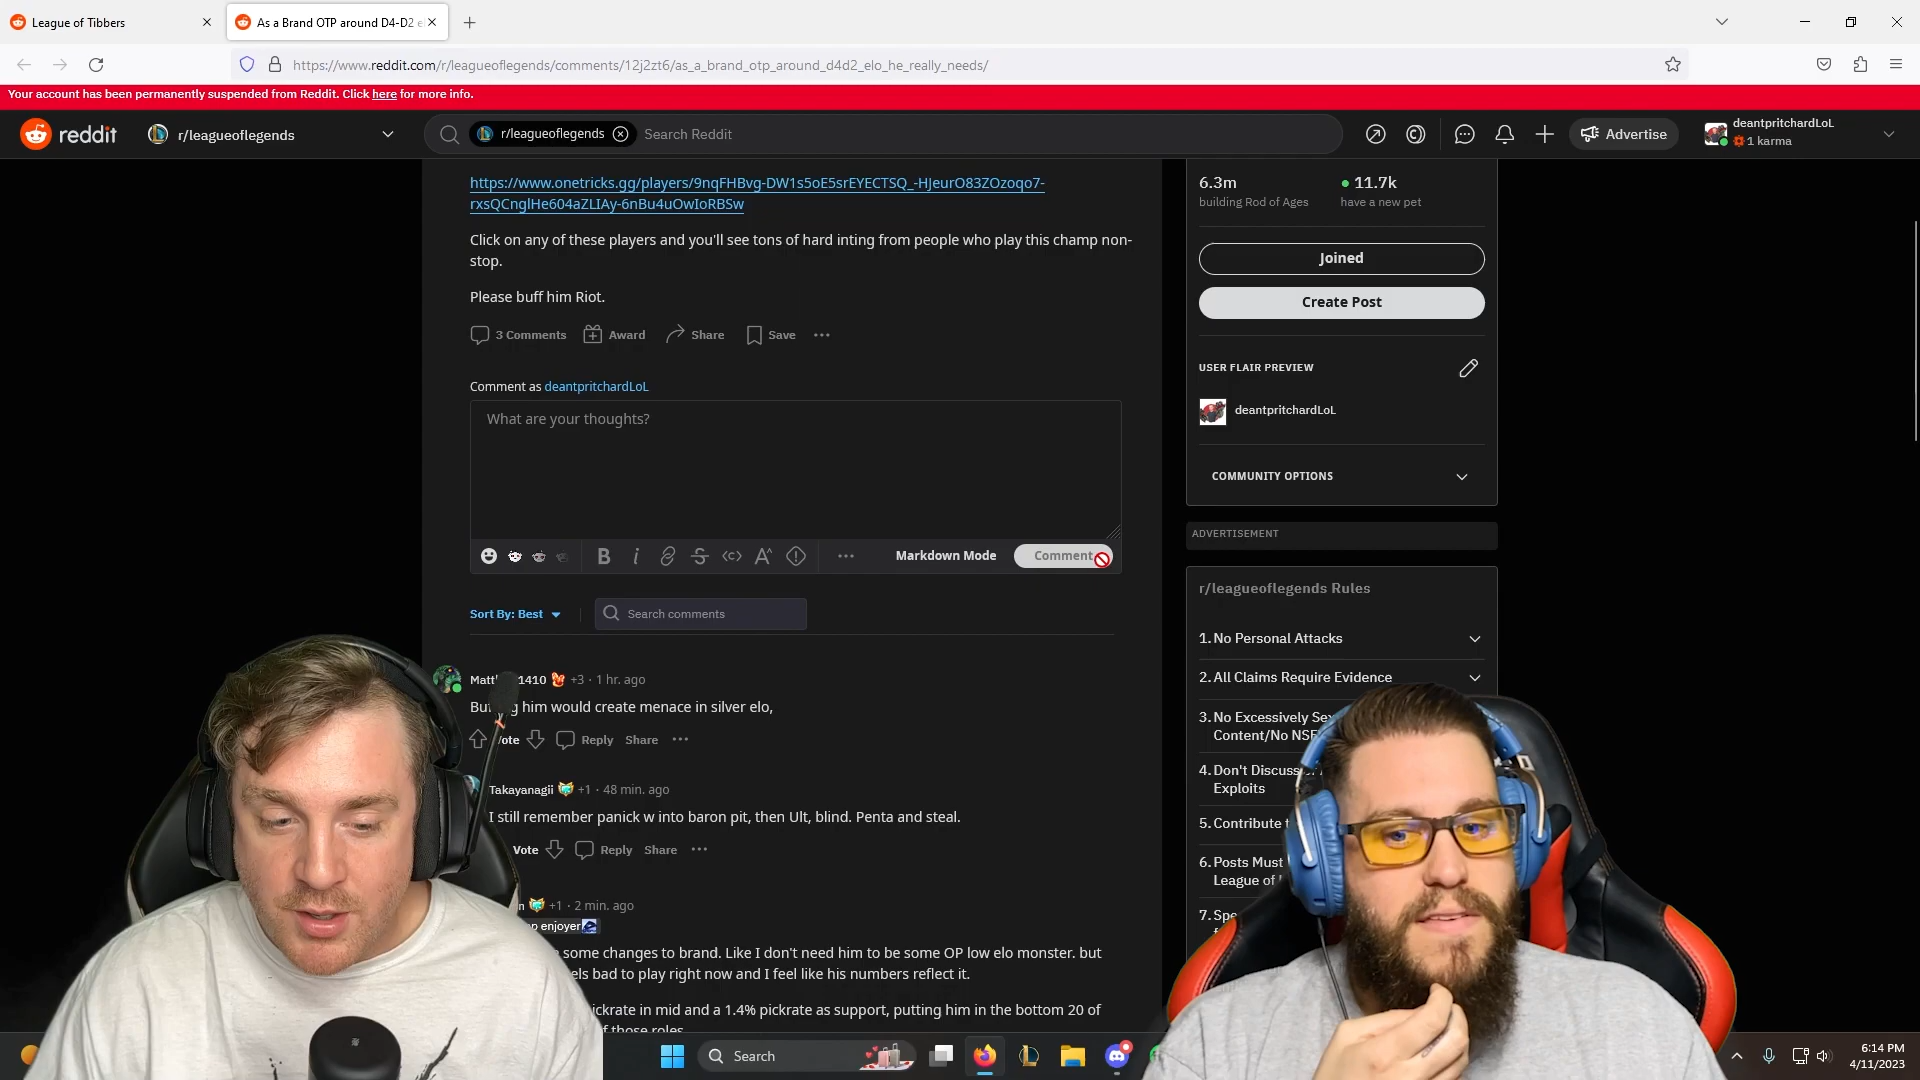 League of Tibbers
As a Brand OTP around D4-D2 el
https://www.reddit.com/r/leagueoflegends/comments/12j2zt6/as_a_brand_otp_around_d4d2_elo_he_really_needs/
Your account has been permanently suspended from Reddit. Click here for more info.
reddit
r/leagueoflegends
r/leagueoflegends
Search Reddit
Advertise
deantpritchardLoL
1 karma
https://www.onetricks.gg/players/9nqFHBvg-DW1s5oE5srEYECTSQ_-HJeurO83ZOzoqo7-
rxsQCnglHe604aZLIAy-6nBu4uOwIoRBSw
Click on any of these players and you'll see tons of hard inting from people who play this champ non-
stop.
Please buff him Riot.
3 Comments
Award
Share
Save
Comment as deantpritchardLoL
What are your thoughts?
B
i
Markdown Mode
Comment
Sort By: Best
Search comments
1410 +3 · 1 hr. ago
him would create menace in silver elo,
Vote
Reply
Share
Takayanagii +1 · 48 min. ago
I still remember panick w into baron pit, then Ult, blind. Penta and steal.
Vote
Reply
Share
+1 · 2 min. ago
enjoyer
some changes to brand. Like I don't need him to be some OP low elo monster. but
bad to play right now and I feel like his numbers reflect it.
pickrate in mid and a 1.4% pickrate as support, putting him in the bottom 20 of
those roles
6.3m
building Rod of Ages
11.7k
have a new pet
Joined
Create Post
USER FLAIR PREVIEW
deantpritchardLoL
COMMUNITY OPTIONS
ADVERTISEMENT
r/leagueoflegends Rules
1. No Personal Attacks
2. All Claims Require Evidence
3. No Excessively
Content/No
4. Don't Discuss
Exploits
5. Contribute
6. Posts Must
League of
7.
Search
6:14 PM
4/11/2023